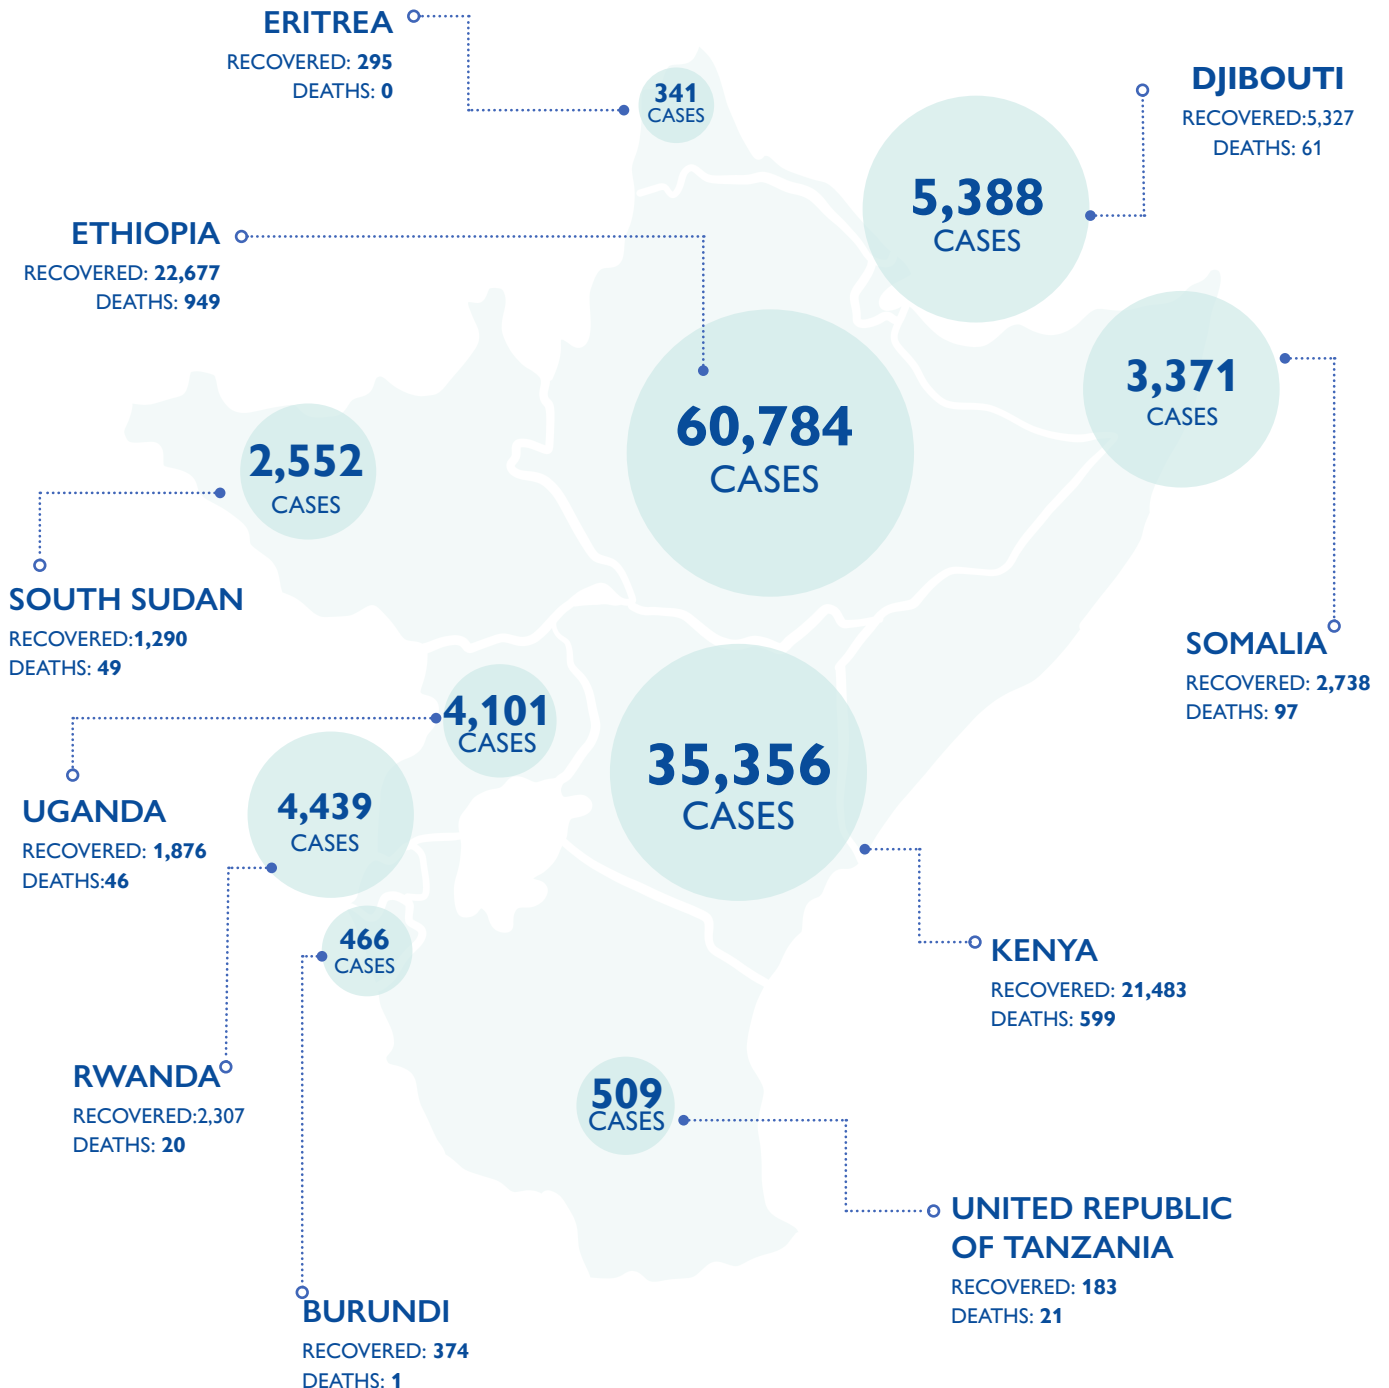 ERITREA
RECOVERED: 295
DEATHS: 0
341
CASES
DJIBOUTI
RECOVERED:5,327
DEATHS: 61
5,388
CASES
ETHIOPIA
RECOVERED: 22,677
DEATHS: 949
60,784
CASES
3,371
CASES
2,552
CASES
SOUTH SUDAN
RECOVERED:1,290
DEATHS: 49
SOMALIA
RECOVERED: 2,738
DEATHS: 97
4,101
CASES
35,356
CASES
UGANDA
RECOVERED: 1,876
DEATHS:46
4,439
CASES
466
CASES
KENYA
RECOVERED: 21,483
DEATHS: 599
RWANDA
RECOVERED:2,307
DEATHS: 20
509
CASES
UNITED REPUBLIC
OF TANZANIA
RECOVERED: 183
DEATHS: 21
BURUNDI
RECOVERED: 374
DEATHS: 1